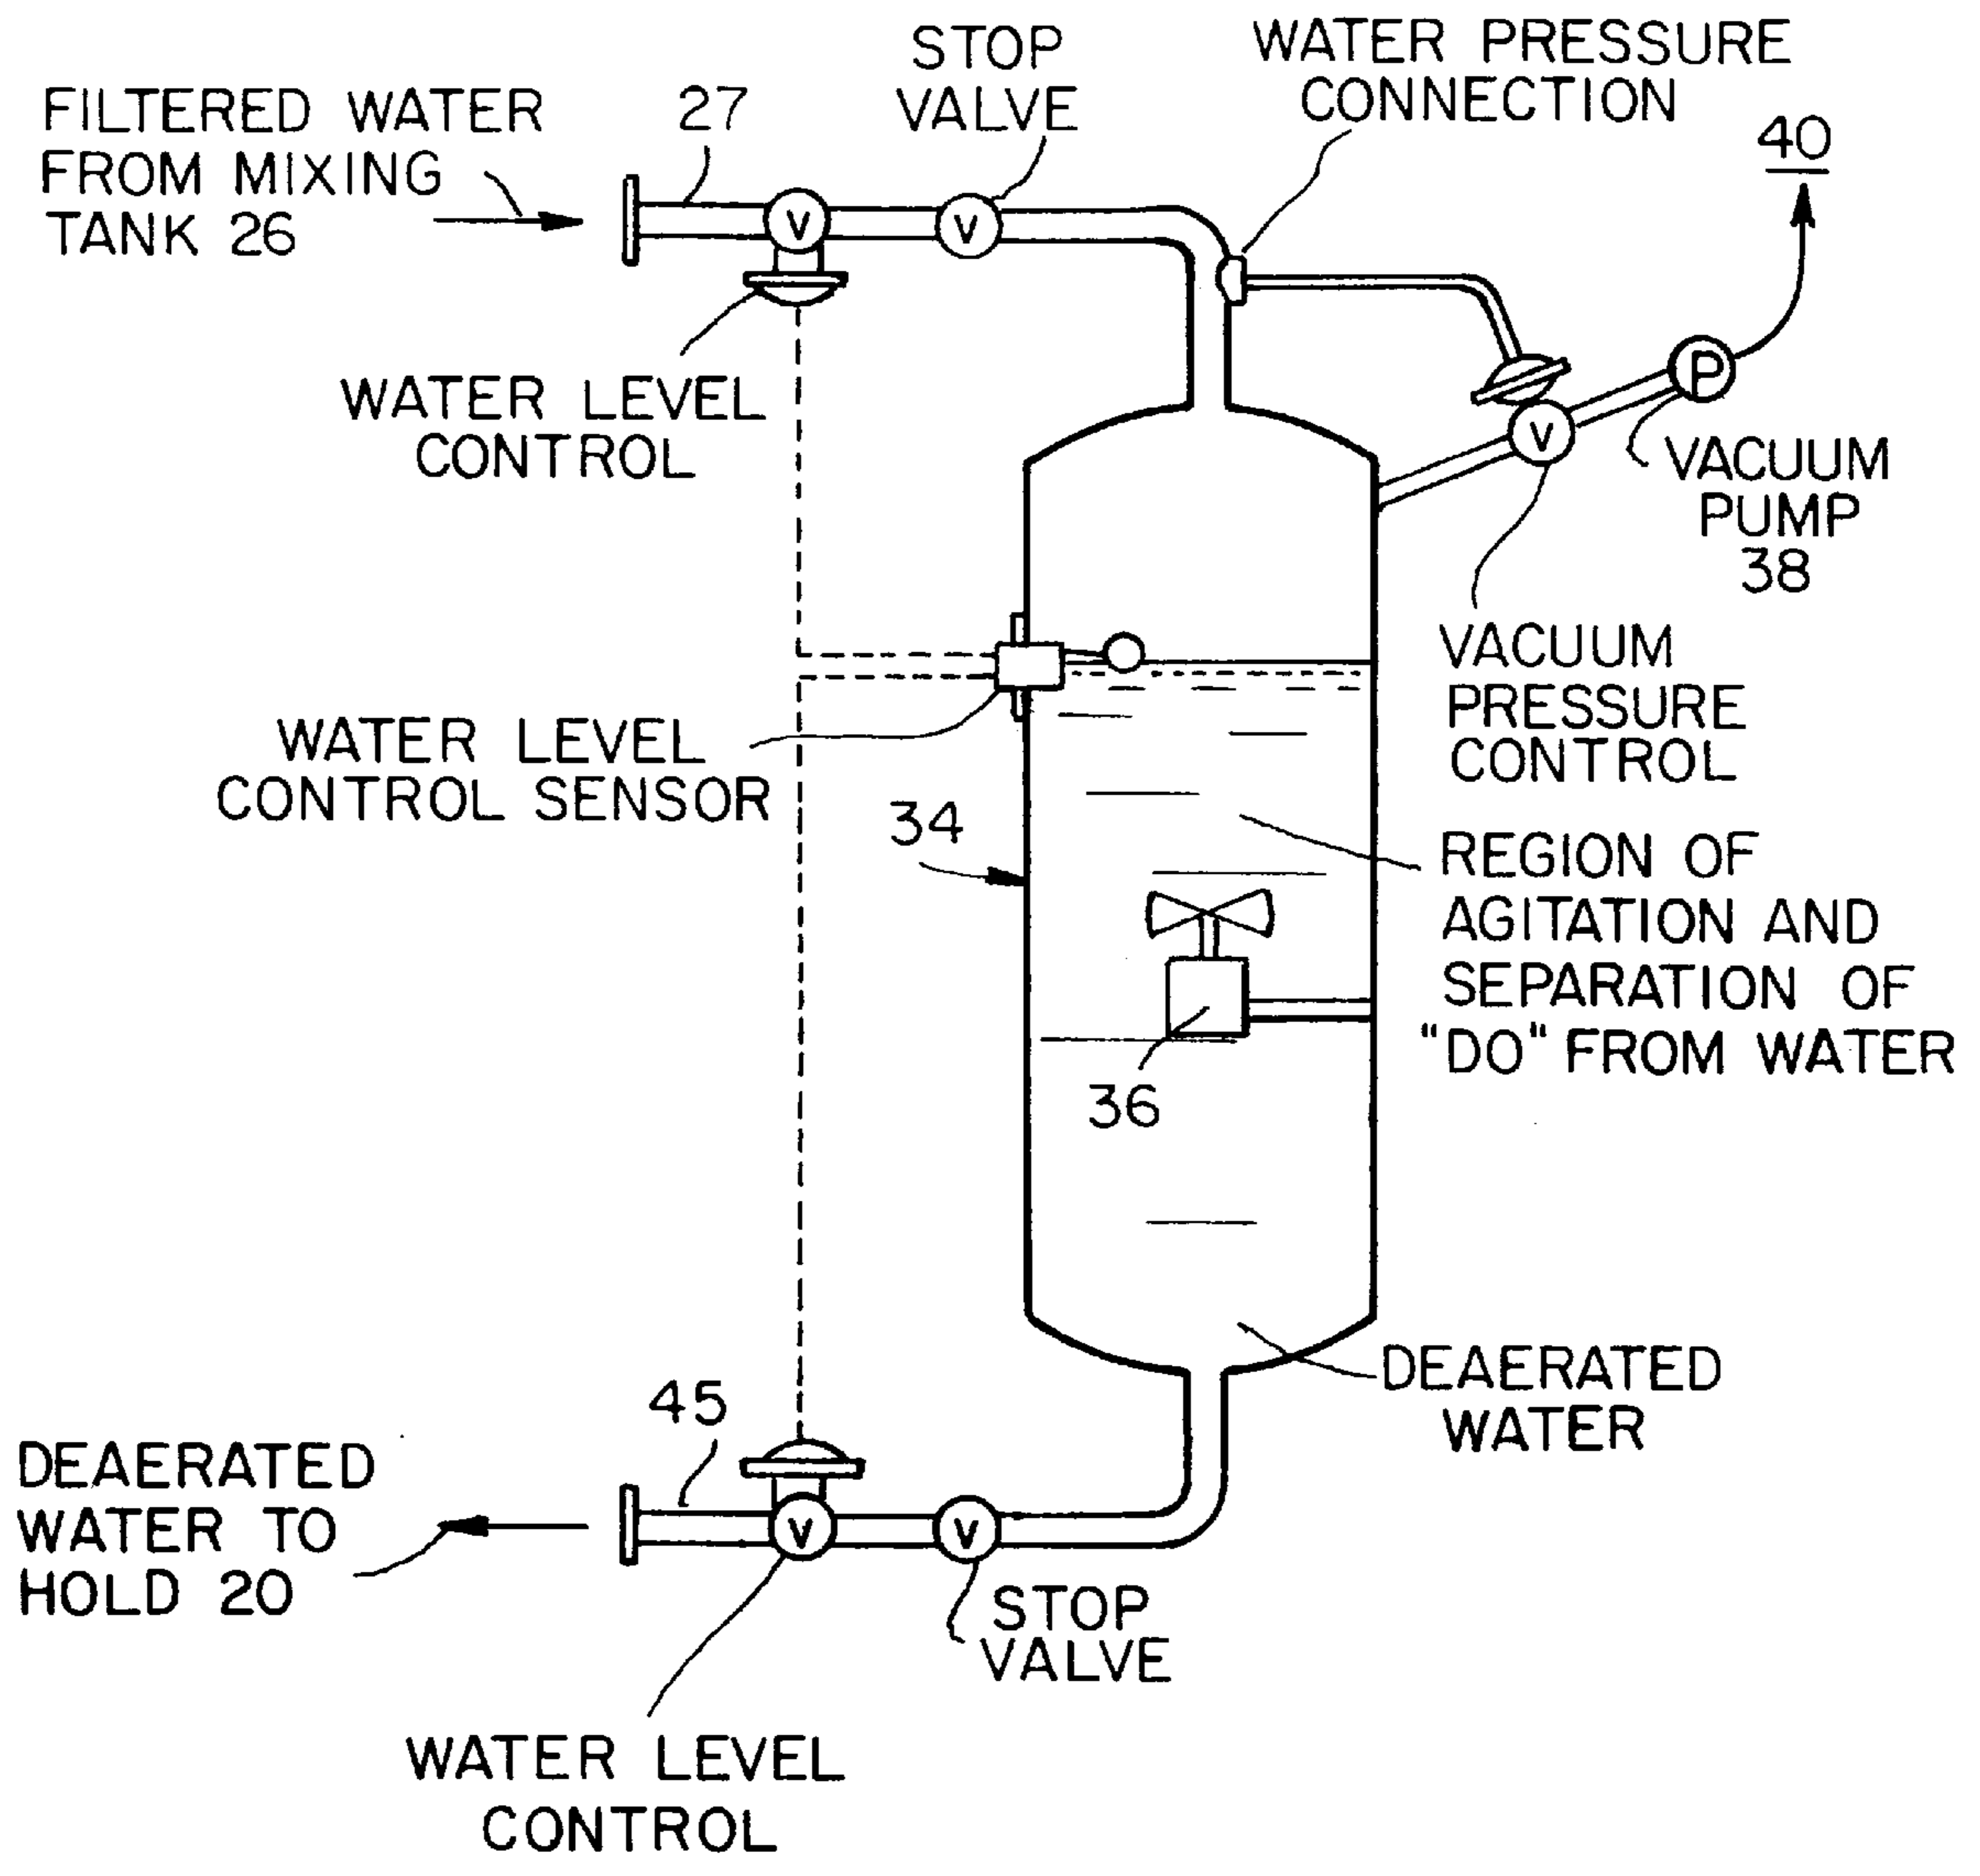 STOP
VALVE
WATER PRESSURE
CONNECTION
FILTERED WATER
FROM MIXING
TANK 26
27
40
V
V
WATER LEVEL
CONTROL
P
V
VACUUM
PUMP
38
VACUUM
PRESSURE
CONTROL
WATER LEVEL
CONTROL SENSOR
34
REGION OF
AGITATION AND
SEPARATION OF
"DO" FROM WATER
36
DEAERATED
WATER
45
DEAERATED
WATER TO
HOLD 20
V
V
STOP
VALVE
WATER LEVEL
CONTROL